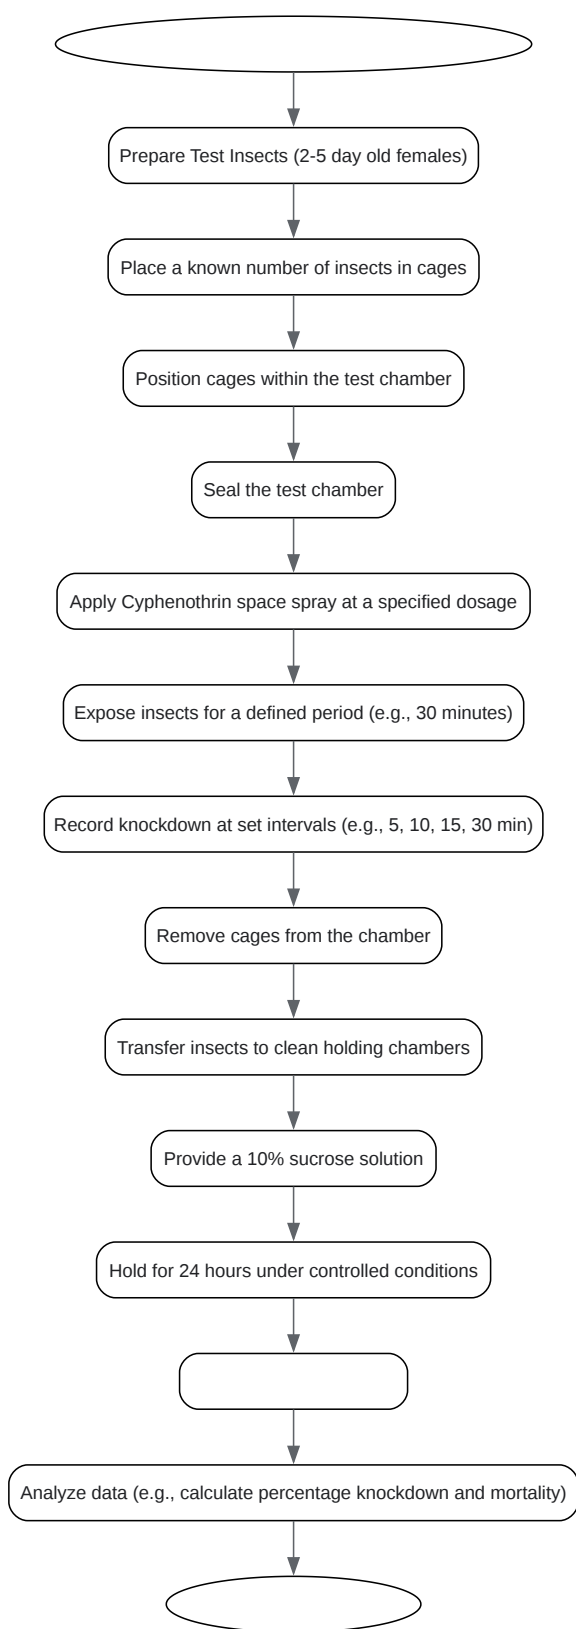 Prepare Test Insects (2-5 day old females)
Place a known number of insects in cages
Position cages within the test chamber
Seal the test chamber
Apply Cyphenothrin space spray at a specified dosage
Expose insects for a defined period (e.g., 30 minutes)
Record knockdown at set intervals (e.g., 5, 10, 15, 30 min)
Remove cages from the chamber
Transfer insects to clean holding chambers
Provide a 10% sucrose solution
Hold for 24 hours under controlled conditions
Analyze data (e.g., calculate percentage knockdown and mortality)